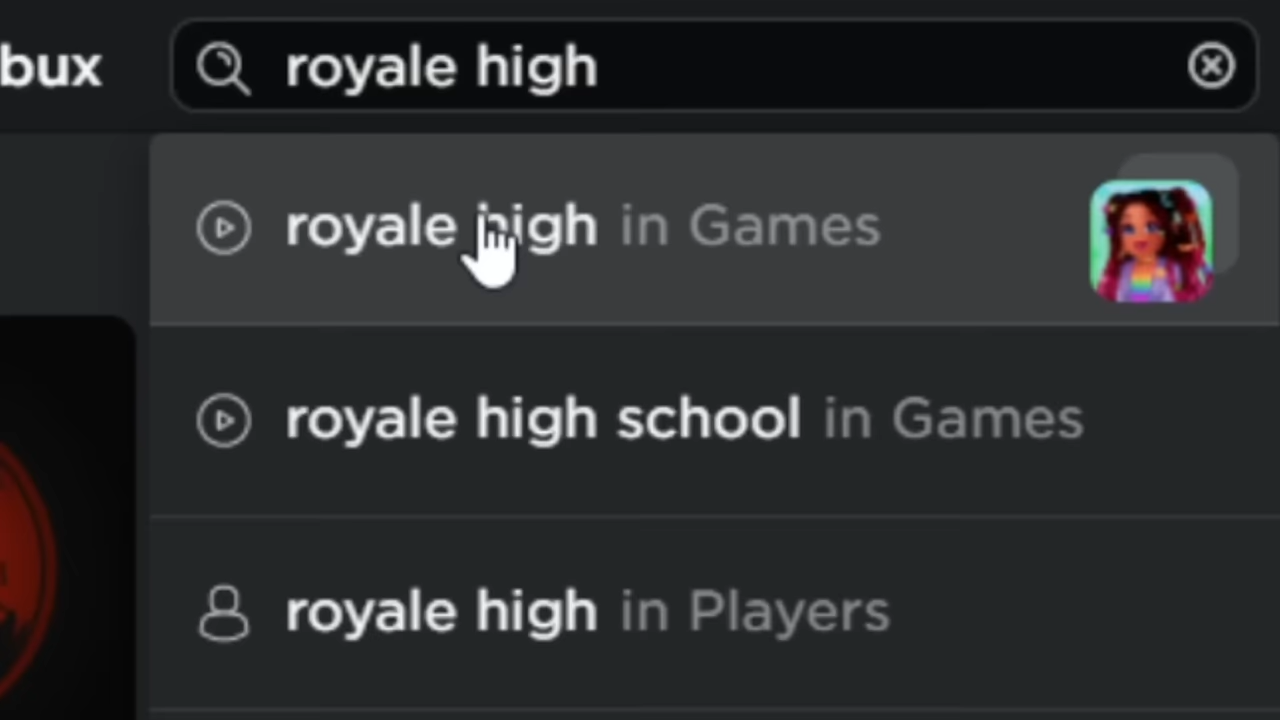 bux
royale high
royale high in Games
royale high school in Games
royale high in Players